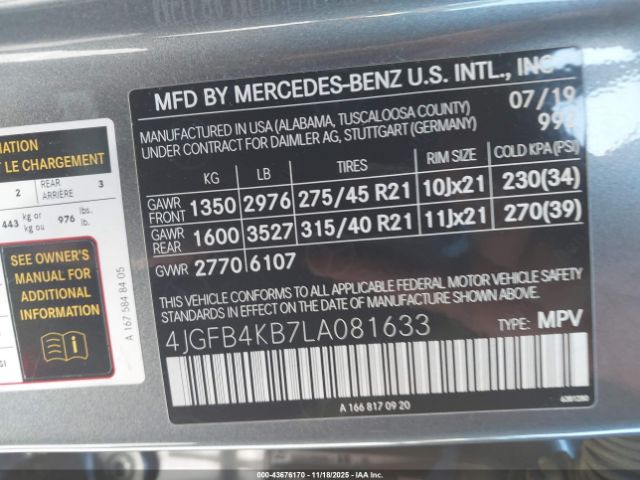 MFD BY MERCEDES-BENZ U.S. INTL., INC
MANUFACTURED IN USA (ALABAMA, TUSCALOOSA COUNTY) 07/19
UNDER CONTRACT FOR DAIMLER AG, STUTTGART (GERMANY)
KG LB TIRES RIM SIZE COLD KPA (PSI)
GAWR FRONT 1350 2976 275/45 R21 10Jx21 230(34)
GAWR REAR 1600 3527 315/40 R21 11Jx21 270(39)
GVWR 2770 6107
THIS VEHICLE CONFORMS TO ALL APPLICABLE FEDERAL MOTOR VEHICLE SAFETY
STANDARDS IN EFFECT ON THE DATE OF MANUFACTURE SHOWN ABOVE.
4JGFB4KB7LA081633 TYPE: MPV
A 166 817 09 20
MATION
LE CHARGEMENT
2 REAR ARRIÈRE 3
443 kg or kg ou 976 lbs. lb.
SEE OWNER'S
MANUAL FOR
ADDITIONAL
INFORMATION
A 167 584 84 05
000-43676170 - 11/18/2025 - IAA Inc.